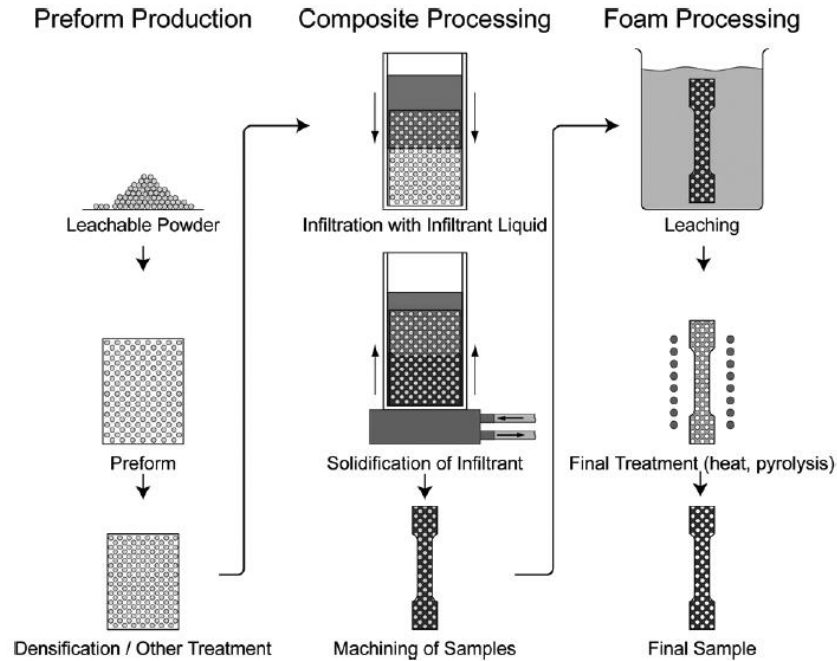 Preform Production
Leachable Powder
Preform
Densification / Other Treatment
Composite Processing
Infiltration with Infiltrant Liquid
Solidification of Infiltrant
Machining of Samples
Foam Processing
Leaching
Final Treatment (heat, pyrolysis)
Final Sample